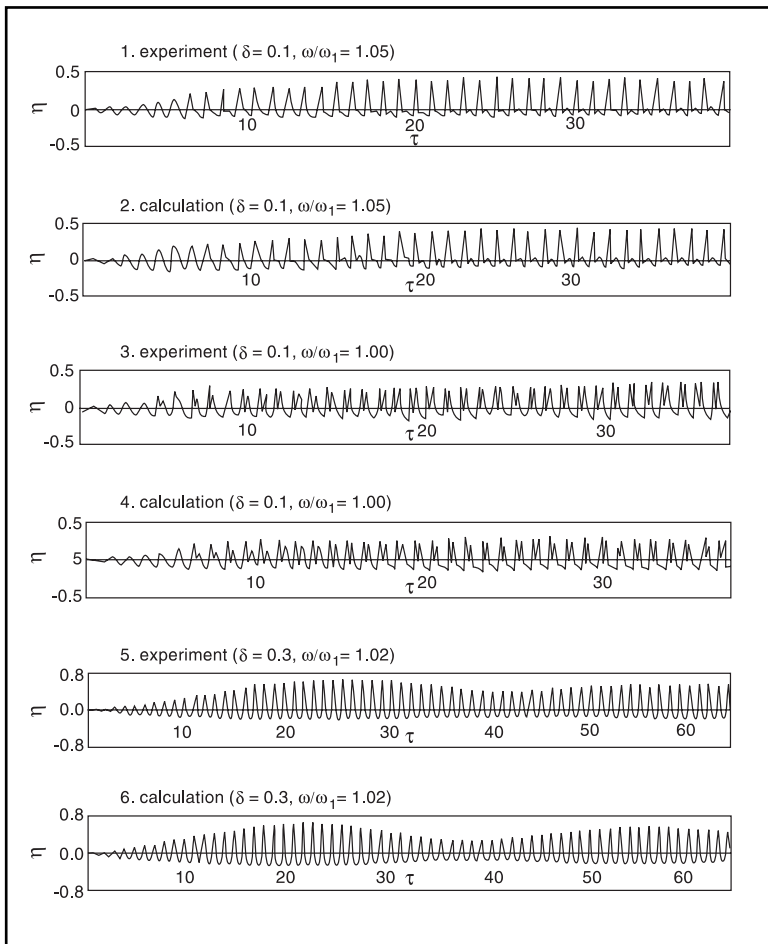 1. experiment ( δ = 0.1, ω/ω₁ = 1.05)
0.5
η
0
-0.5
10
20
30
τ
2. calculation (δ = 0.1, ω/ω₁ = 1.05)
0.5
η
0
-0.5
10
τ 20
30
3. experiment (δ = 0.1, ω/ω₁ = 1.00)
0.5
η
0
-0.5
10
τ 20
30
4. calculation (δ = 0.1, ω/ω₁ = 1.00)
0.5
η
5
-0.5
10
τ 20
30
5. experiment (δ = 0.3, ω/ω₁ = 1.02)
0.8
η
0.0
-0.8
10
20
30
τ
40
50
60
6. calculation (δ = 0.3, ω/ω₁ = 1.02)
0.8
η
0.0
-0.8
10
20
30
τ
40
50
60